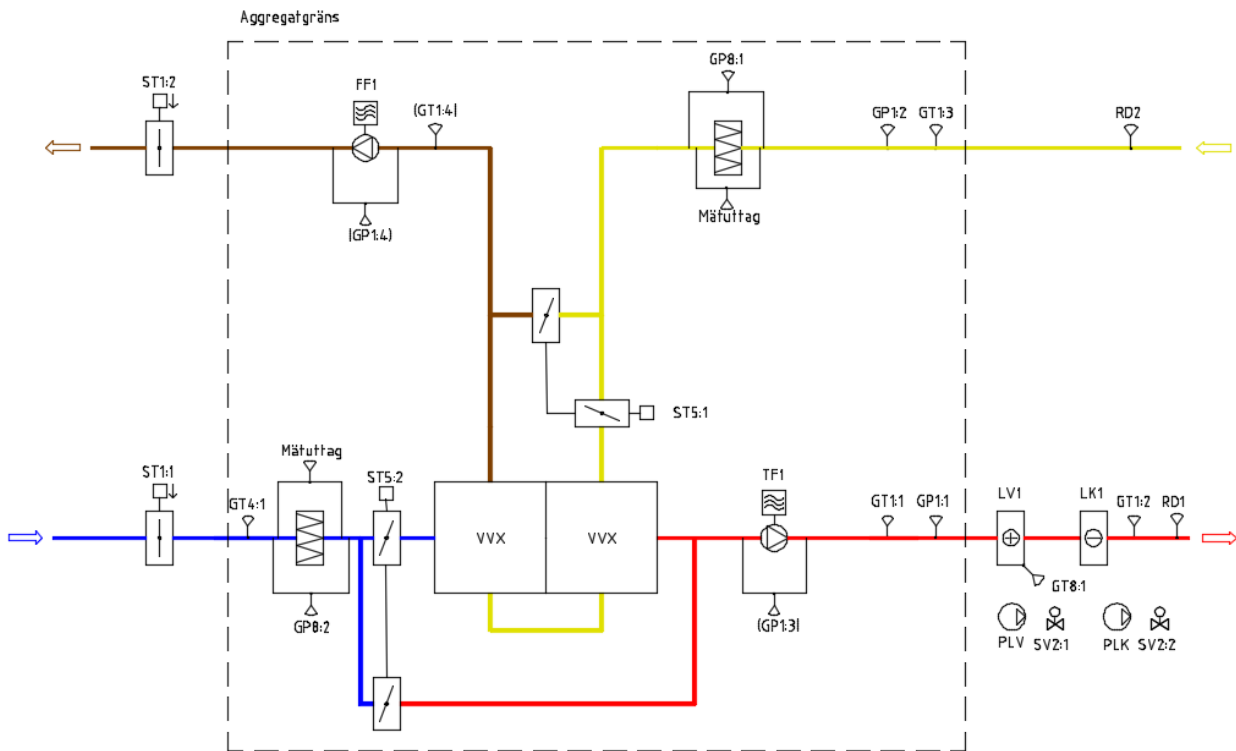 Aggregatgräns
ST1:2
FF1
(GT1:4)
(GP1:4)
GP8:1
Mätuttag
GP1:2
GT1:3
RD2
ST5:1
ST1:1
GT4:1
Mätuttag
GP8:2
ST5:2
VVX
VVX
TF1
(GP1:3)
GT1:1
GP1:1
LV1
LK1
GT1:2
RD1
GT8:1
PLV
SV2:1
PLK
SV2:2